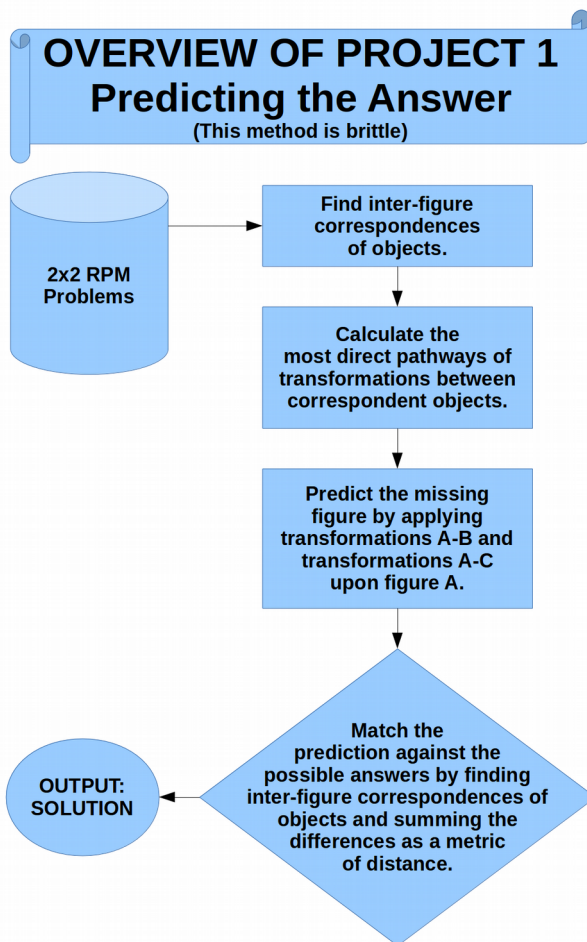 OVERVIEW OF PROJECT 1
Predicting the Answer
(This method is brittle)
2x2 RPM
Problems
Find inter-figure
correspondences
of objects.
Calculate the
most direct pathways of
transformations between
correspondent objects.
Predict the missing
figure by applying
transformations A-B and
transformations A-C
upon figure A.
Match the
prediction against the
possible answers by finding
inter-figure correspondences of
objects and summing the
differences as a metric
of distance.
OUTPUT:
SOLUTION